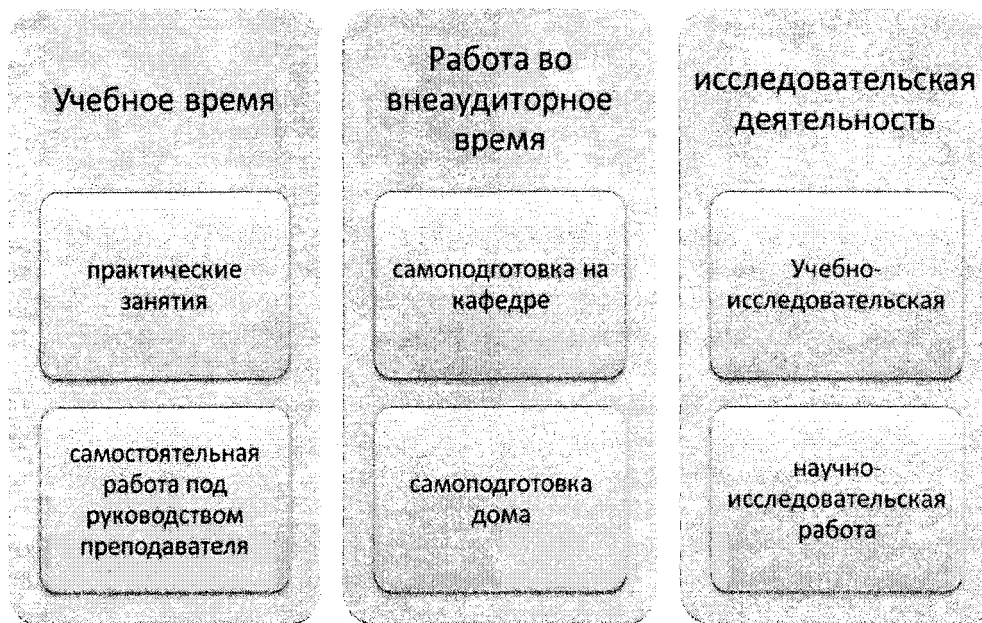 Учебное время
практические
занятия
самостоятельная
работа под
руководством
преподавателя
Работа во
внеаудиторное
время
самоподготовка на
кафедре
самоподготовка
дома
исследовательская
деятельность
Учебно-
исследовательская
научно-
исследовательская
работа